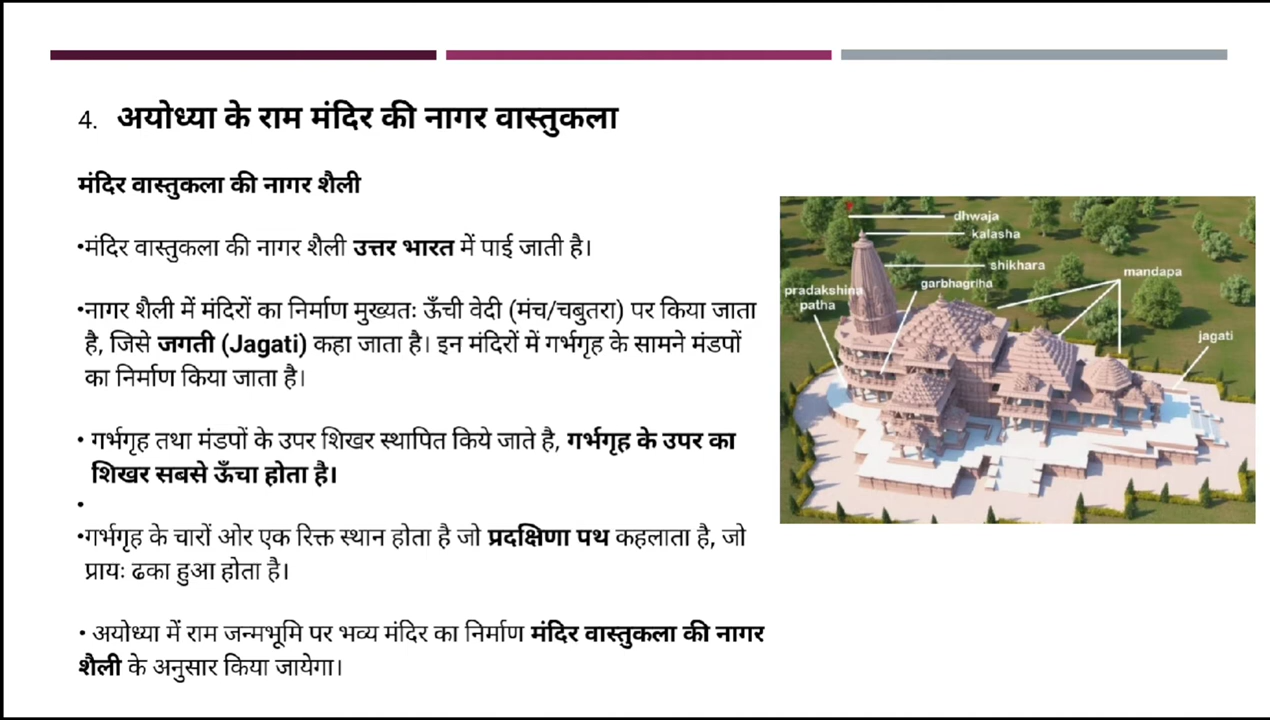 4. अयोध्या के राम मंदिर की नागर वास्तुकला
मंदिर वास्तुकला की नागर शैली
•मंदिर वास्तुकला की नागर शैली उत्तर भारत में पाई जाती है।
•नागर शैली में मंदिरों का निर्माण मुख्यतः ऊँची वेदी (मंच/चबुतरा) पर किया जाता
है, जिसे जगती (Jagati) कहा जाता है। इन मंदिरों में गर्भगृह के सामने मंडपों
का निर्माण किया जाता है।
• गर्भगृह तथा मंडपों के उपर शिखर स्थापित किये जाते है, गर्भगृह के उपर का
शिखर सबसे ऊँचा होता है।
•
•गर्भगृह के चारों ओर एक रिक्त स्थान होता है जो प्रदक्षिणा पथ कहलाता है, जो
प्रायः ढका हुआ होता है।
• अयोध्या में राम जन्मभूमि पर भव्य मंदिर का निर्माण मंदिर वास्तुकला की नागर
शैली के अनुसार किया जायेगा।
dhwaja
kalasha
shikhara
garbhagriha
mandapa
pradakshina
patha
jagati